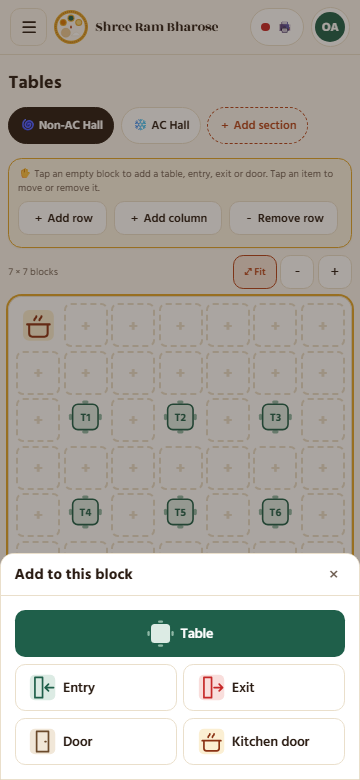 ☰ Shree Ram Bharose OA
Tables
Non-AC Hall AC Hall + Add section
Tap an empty block to add a table, entry, exit or door. Tap an item to
move or remove it.
+ Add row + Add column - Remove row
7 × 7 blocks ⤢ Fit - +
T1 T2 T3
T4 T5 T6
Add to this block ×
Table
Entry Exit
Door Kitchen door